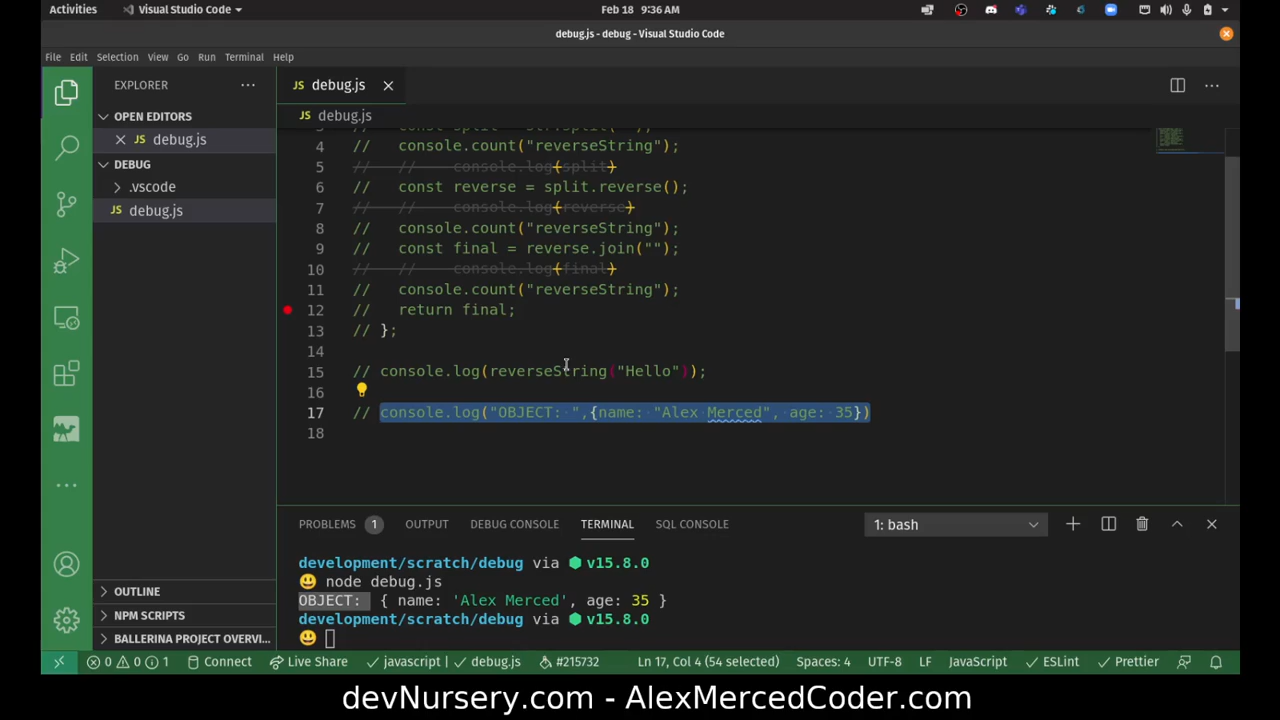 Activities
Visual Studio Code
Feb 18 9:36 AM
debug.js - debug - Visual Studio Code
File Edit Selection View Go Run Terminal Help
EXPLORER
JS debug.js
OPEN EDITORS
JS debug.js
DEBUG
.vscode
JS debug.js
OUTLINE
NPM SCRIPTS
BALLERINA PROJECT OVERVI...
JS debug.js
4 // console.count("reverseString");
5 // // console.log(split)
6 // const reverse = split.reverse();
7 // // console.log(reverse)
8 // console.count("reverseString");
9 // const final = reverse.join("");
10 // // console.log(final)
11 // console.count("reverseString");
12 // return final;
13 // };
14
15 // console.log(reverseString("Hello"));
16
17 // console.log("OBJECT: ",{name: "Alex Merced", age: 35})
18
PROBLEMS 1 OUTPUT DEBUG CONSOLE TERMINAL SQL CONSOLE 1: bash
development/scratch/debug via v15.8.0
node debug.js
OBJECT: { name: 'Alex Merced', age: 35 }
development/scratch/debug via v15.8.0
0 0 1 Connect Live Share javascript debug.js #215732 Ln 17, Col 4 (54 selected) Spaces: 4 UTF-8 LF JavaScript ESLint Prettier
devNursery.com - AlexMercedCoder.com